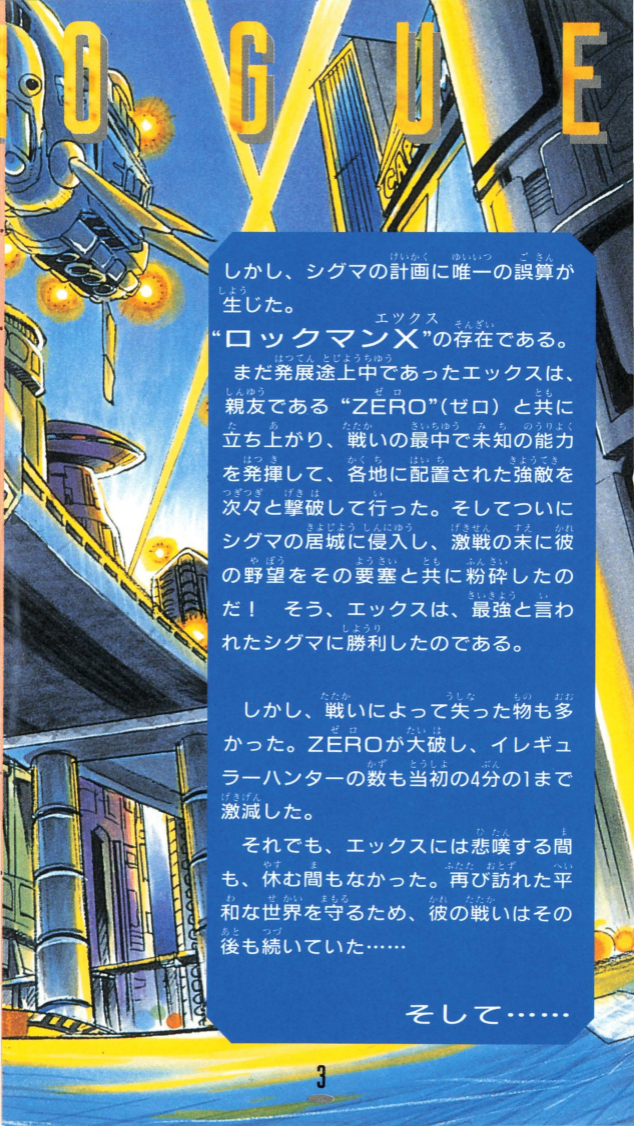 OGUE
しかし、シグマの計画に唯一の誤算が
生じた。
“ロックマンX”の存在である。
まだ発展途上中であったエックスは、
親友である “ZERO”(ゼロ) と共に
立ち上がり、戦いの最中で未知の能力
を発揮して、各地に配置された強敵を
次々と撃破して行った。そしてついに
シグマの居城に侵入し、激戦の末に彼
の野望をその要塞と共に粉砕したの
だ！　そう、エックスは、最強と言わ
れたシグマに勝利したのである。
しかし、戦いによって失った物も多
かった。ZEROが大破し、イレギュ
ラーハンターの数も当初の4分の1まで
激減した。
それでも、エックスには悲嘆する間
も、休む間もなかった。再び訪れた平
和な世界を守るため、彼の戦いはその
後も続いていた……
そして……
3